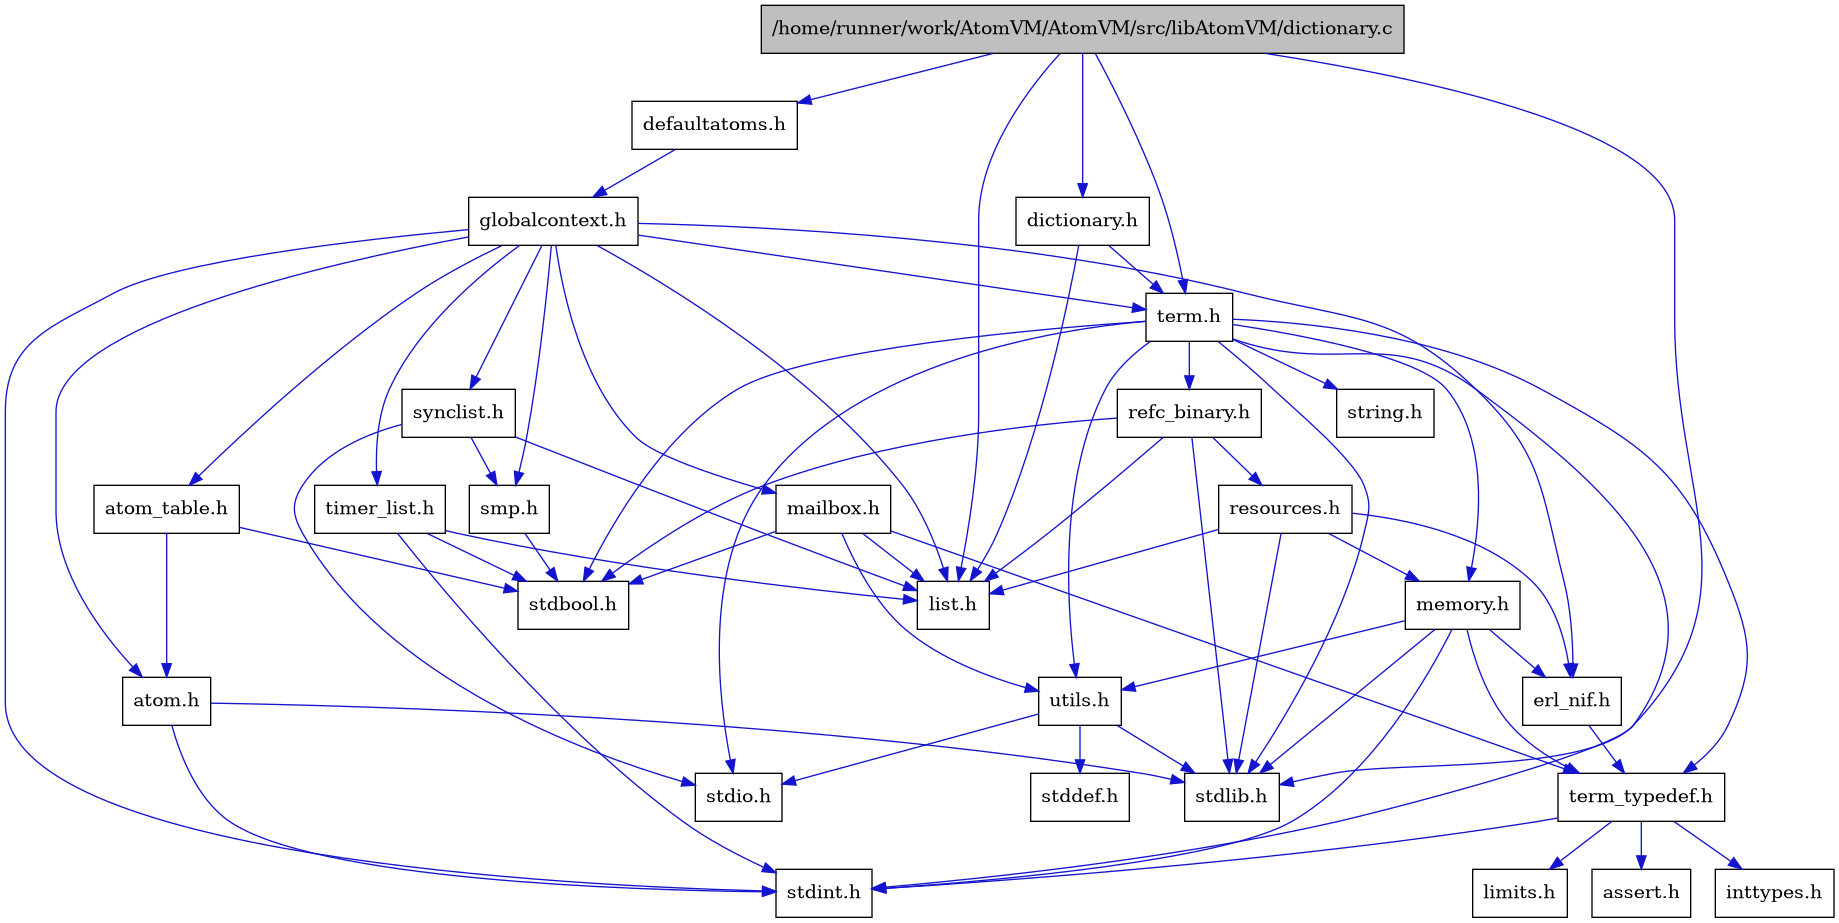 /home/runner/work/AtomVM/AtomVM/src/libAtomVM/dictionary.c
defaultatoms.h
globalcontext.h
dictionary.h
term.h
synclist.h
refc_binary.h
string.h
atom_table.h
timer_list.h
smp.h
mailbox.h
resources.h
stdbool.h
list.h
memory.h
atom.h
utils.h
erl_nif.h
stdio.h
stddef.h
stdlib.h
term_typedef.h
stdint.h
limits.h
assert.h
inttypes.h